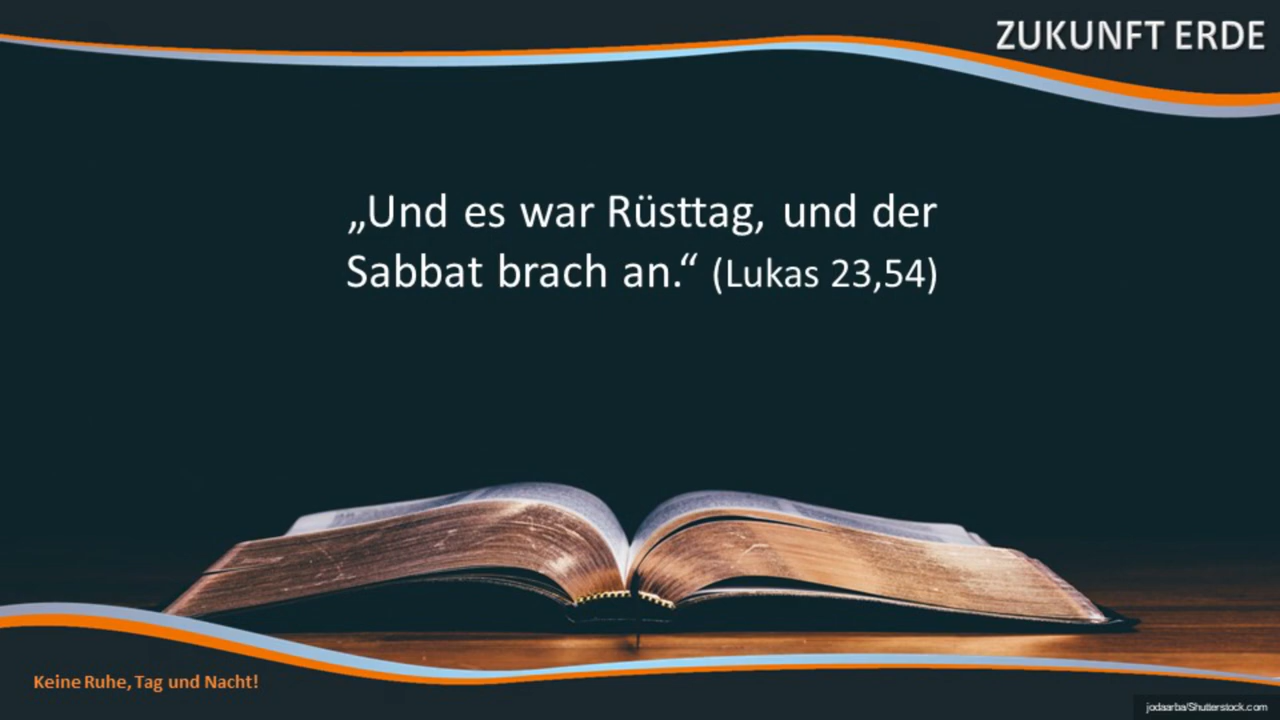 ZUKUNFT ERDE
„Und es war Rüsttag, und der
Sabbat brach an.“ (Lukas 23,54)
Keine Ruhe, Tag und Nacht!
jodaarba/Shutterstock.com